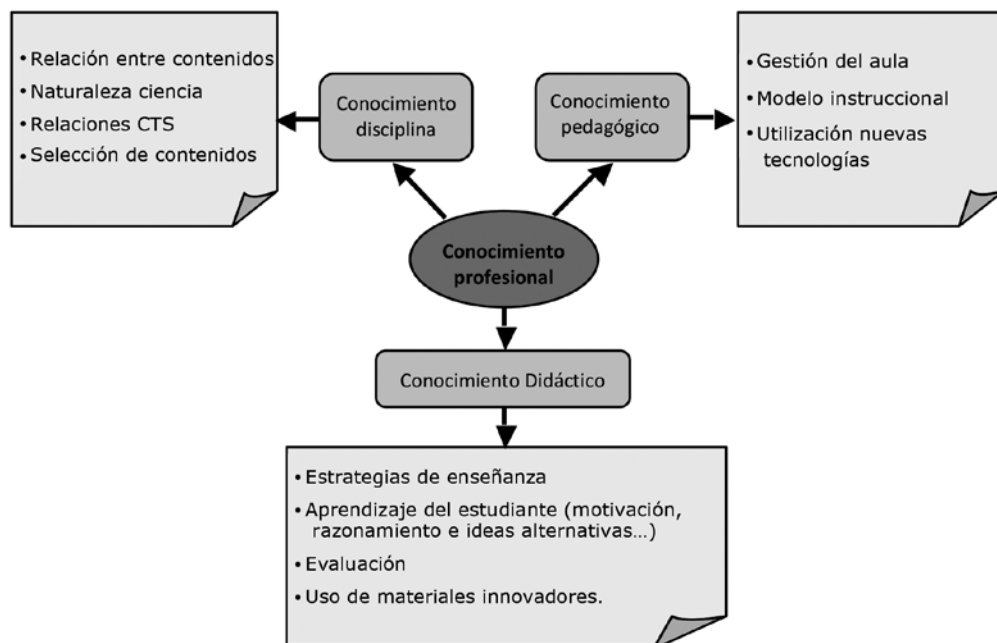 • Relación entre contenidos
• Naturaleza ciencia
• Relaciones CTS
• Selección de contenidos
Conocimiento
disciplina
Conocimiento
pedagógico
• Gestión del aula
• Modelo instruccional
• Utilización nuevas
tecnologías
Conocimiento
profesional
Conocimiento Didáctico
• Estrategias de enseñanza
• Aprendizaje del estudiante (motivación,
razonamiento e ideas alternativas...)
• Evaluación
• Uso de materiales innovadores.